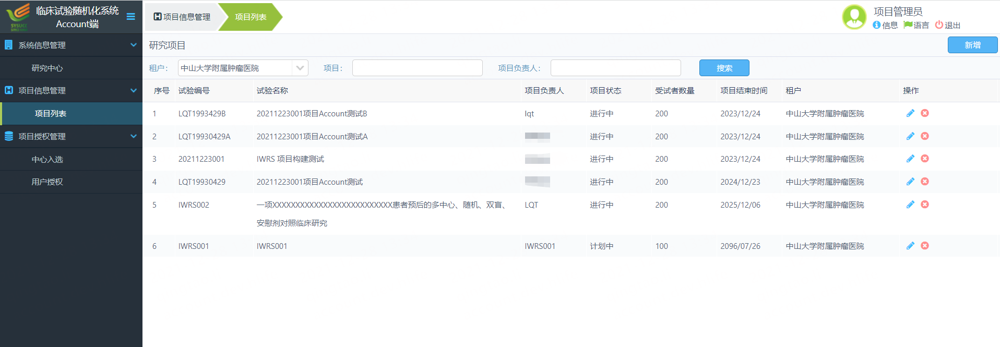 临床试验随机化系统
Account端
SYSUCC
系统信息管理
研究中心
项目信息管理
项目列表
项目授权管理
中心入选
用户授权
项目信息管理 项目列表
项目管理员
信息 语言 退出
研究项目 新增
租户： 中山大学附属肿瘤医院 项目： 项目负责人： 搜索
序号 试验编号 试验名称 项目负责人 项目状态 受试者数量 项目结束时间 租户 操作
1 LQT1993429B 20211223001项目Account测试B lqt 进行中 200 2023/12/24 中山大学附属肿瘤医院
2 LQT19930429A 20211223001项目Account测试A 进行中 200 2023/12/24 中山大学附属肿瘤医院
3 20211223001 IWRS 项目构建测试 进行中 200 2023/12/24 中山大学附属肿瘤医院
4 LQT19930429 20211223001项目Account测试 进行中 200 2024/12/23 中山大学附属肿瘤医院
5 IWRS002 一项XXXXXXXXXXXXXXXXXXXXXXXXXX患者预后的多中心、随机、双盲、 LQT 进行中 200 2025/12/06 中山大学附属肿瘤医院
安慰剂对照临床研究
6 IWRS001 IWRS001 IWRS001 计划中 100 2096/07/26 中山大学附属肿瘤医院